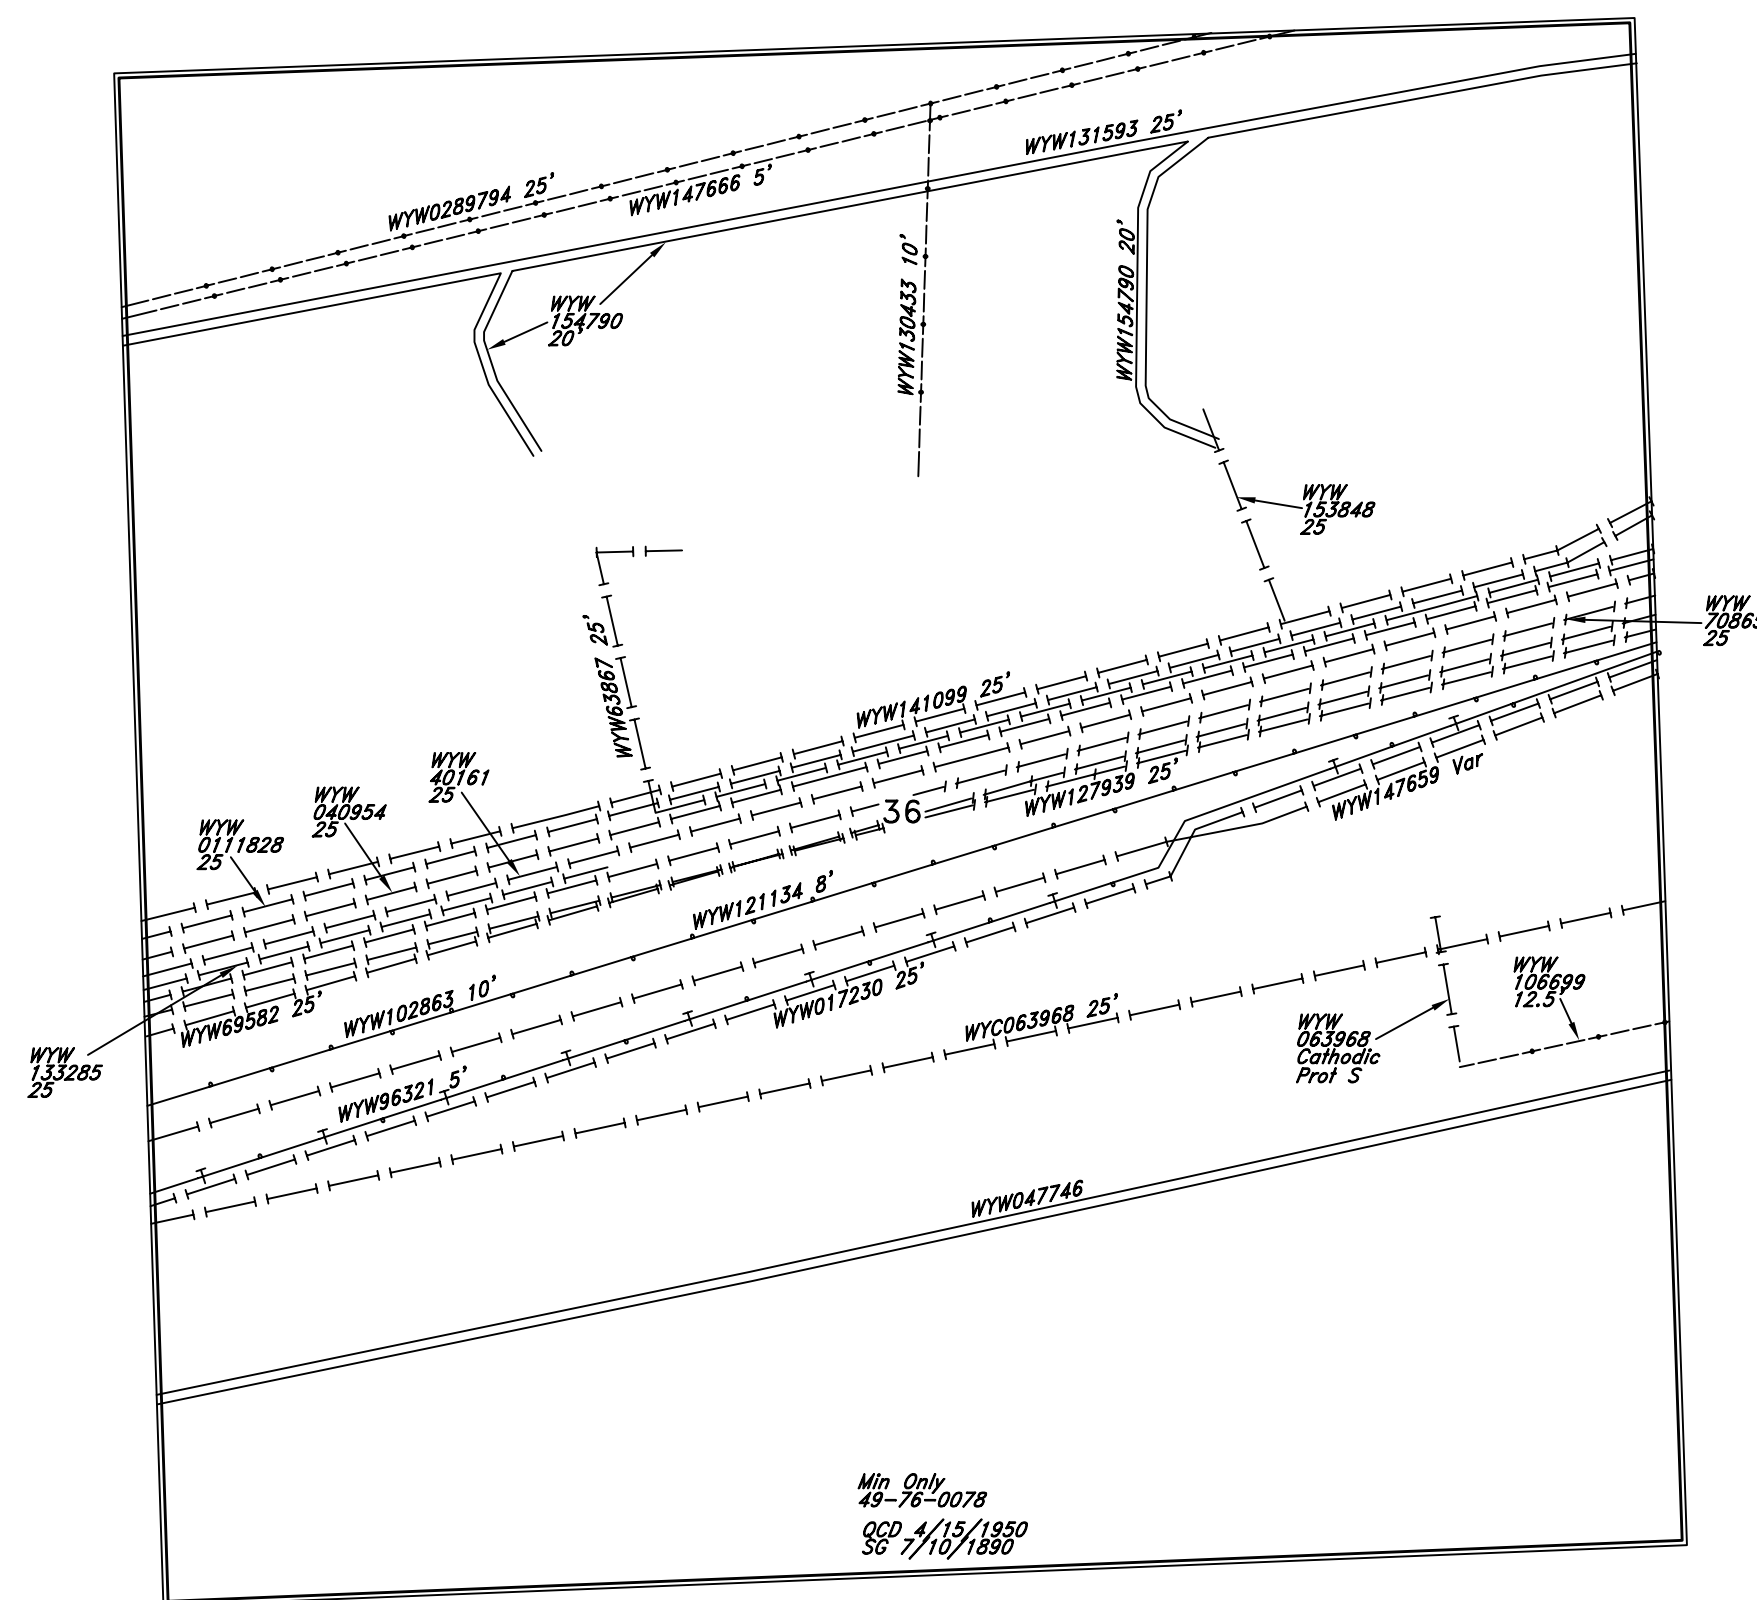 WYW131593 25'
WYW0289794 25'
WYW147666 5'
WYW130433 10'
WYW154790 20'
WYW
154790
20'
WYW
153848
25
WYW
25
WYW63867 25'
WYW141099 25'
WYW
40161
25
WYW
040954
25
WYW
0111828
25
36
WYW127939 25'
WYW147659 Var
WYW121134 8'
WYW102863 10'
WYW69582 25'
WYW
133285
25
WYW017230 25'
WYC063968 25'
WYW96321 5'
WYW
106699
12.5'
WYW
063968
Cathodic
Prot S
WYW047746
Min Only
49-76-0078
QCD 4/15/1950
SG 7/10/1890